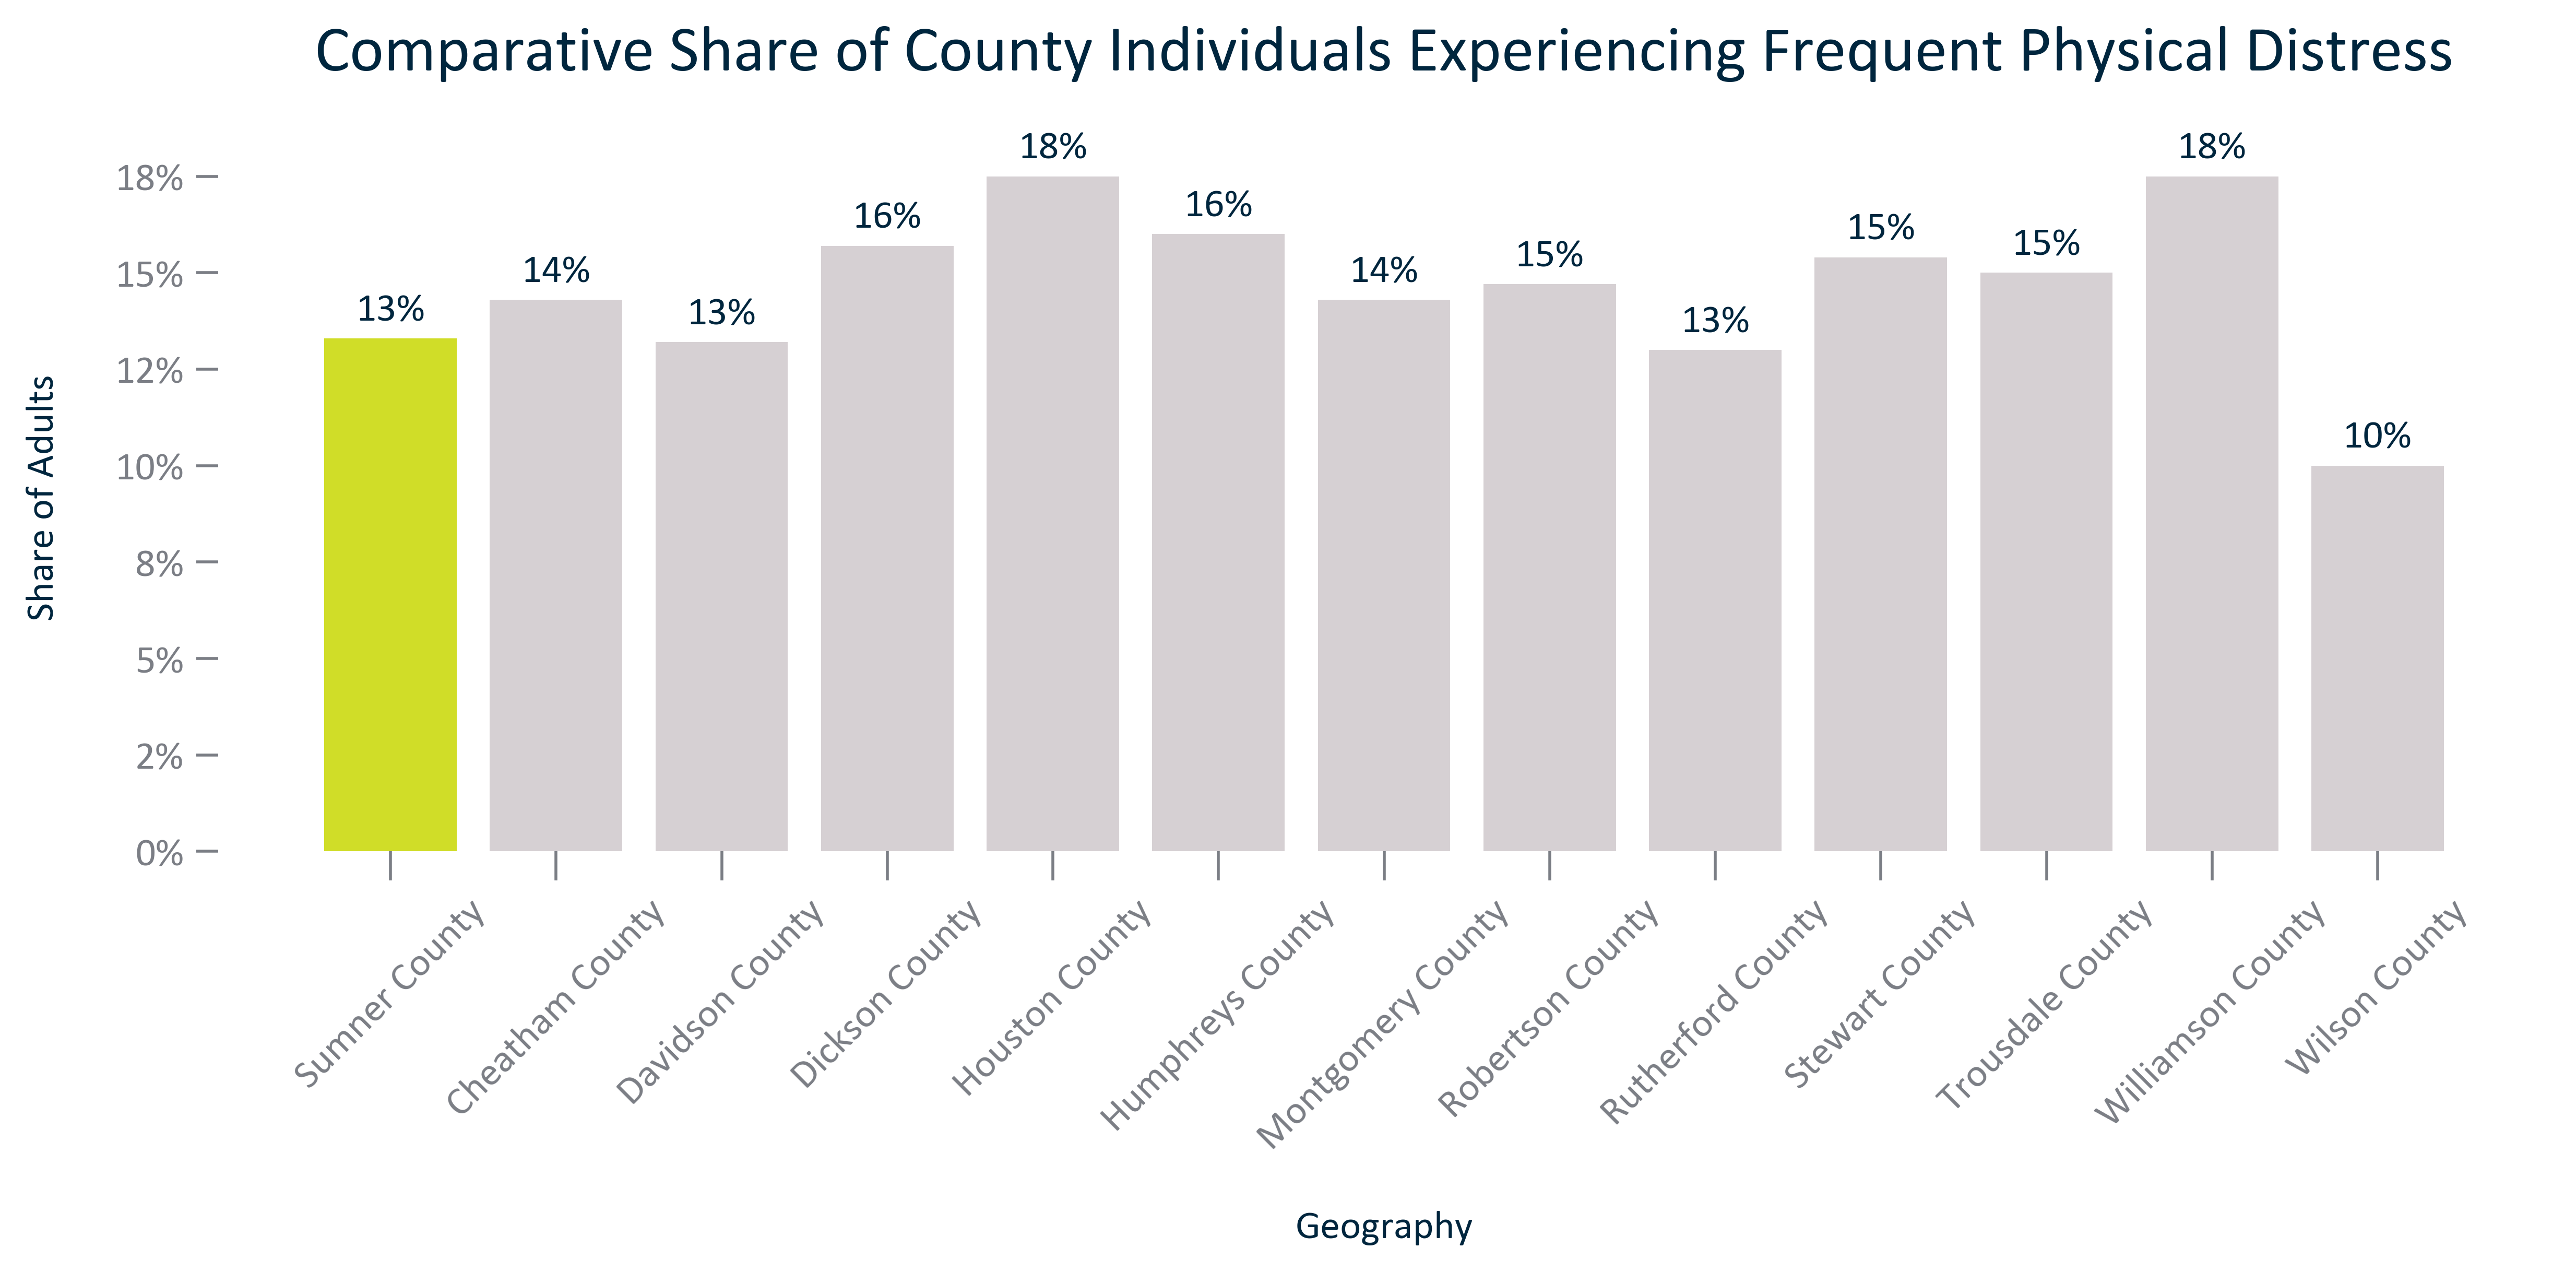 Comparative Share of County Individuals Experiencing Frequent Physical Distress
18%
15%
12%
10%
8%
5%
2%
0%
Share of Adults
13%
14%
13%
16%
18%
16%
14%
15%
13%
15%
15%
18%
10%
Sumner County
Cheatham County
Davidson County
Dickson County
Houston County
Humphreys County
Montgomery County
Robertson County
Rutherford County
Stewart County
Trousdale County
Williamson County
Wilson County
Geography